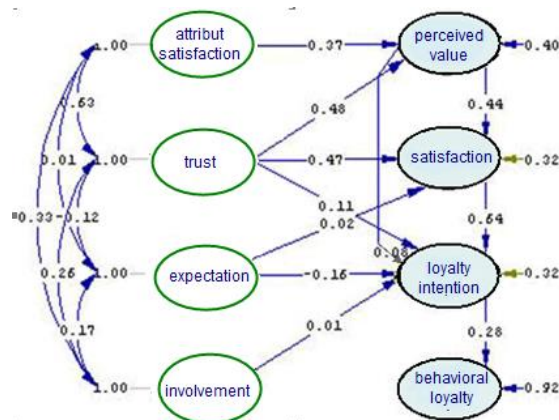 attribut
satisfaction
trust
expectation
involvement
perceived
value
satisfaction
loyalty
intention
behavioral
loyalty
1.00
1.00
1.00
1.00
0.63
0.01
-0.12
0.26
0.17
0.37
0.48
0.47
0.11
0.02
-0.16
0.01
0.08
0.44
0.64
0.28
0.40
0.32
0.32
0.92